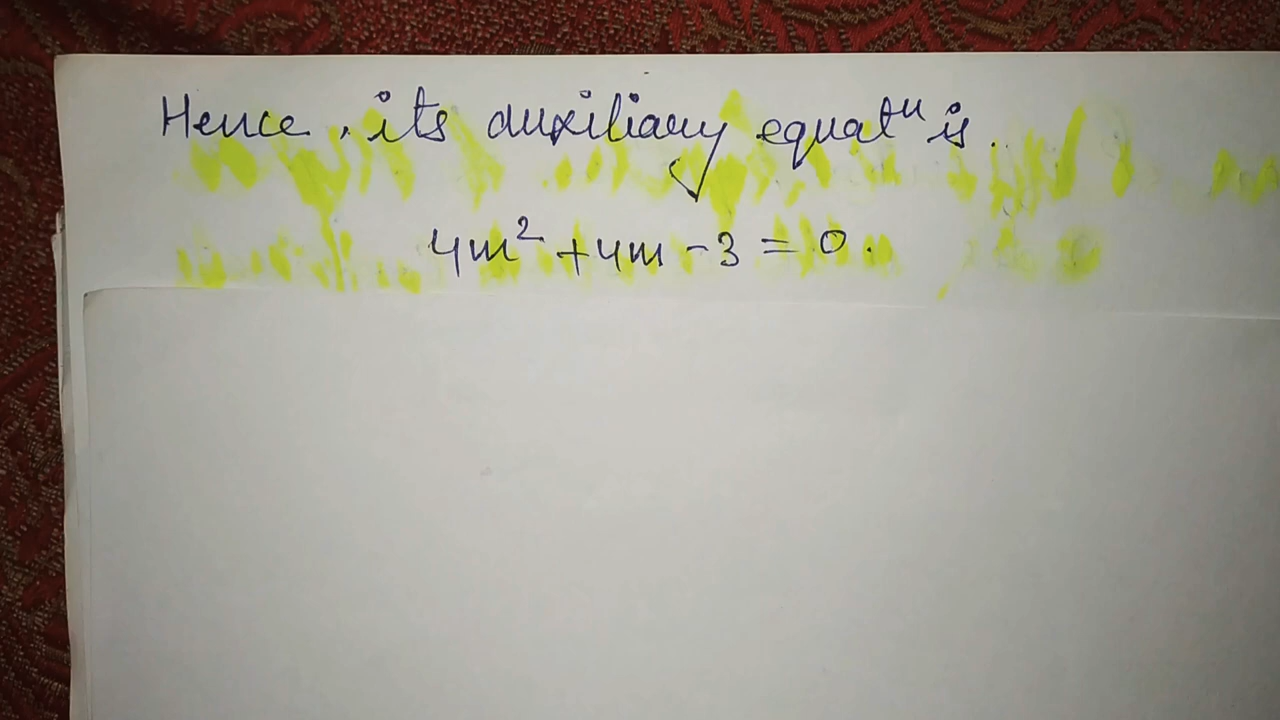 Hence, its auxiliary equatⁿ is.
4m² + 4m - 3 = 0.